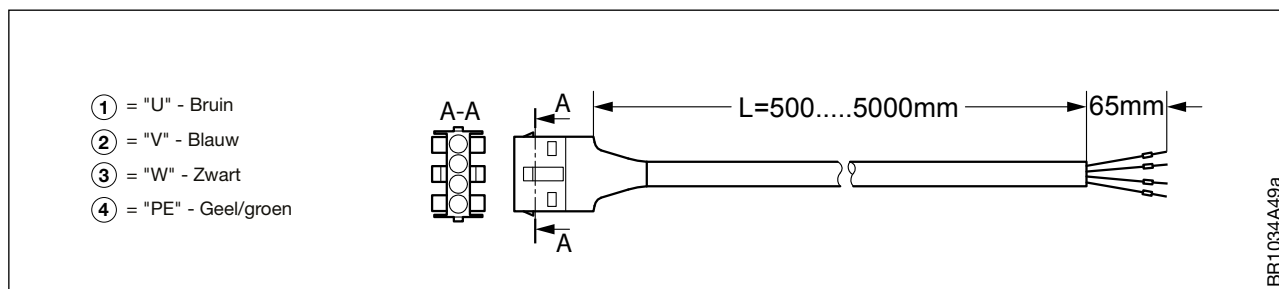 1 = "U" - Bruin
2 = "V" - Blauw
3 = "W" - Zwart
4 = "PE" - Geel/groen
A-A
A
A
L=500.....5000mm
65mm
BR1034A49a